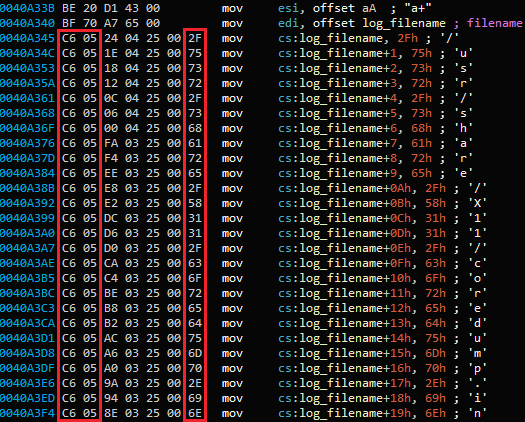 0040A33B BE 20 D1 43 00 mov esi, offset aA ; "a+"
0040A340 BF 70 A7 65 00 mov edi, offset log_filename ; filename
0040A345 C6 05 24 04 25 00 2F mov cs:log_filename, 2Fh ; '/'
0040A34C C6 05 1E 04 25 00 75 mov cs:log_filename+1, 75h ; 'u'
0040A353 C6 05 18 04 25 00 73 mov cs:log_filename+2, 73h ; 's'
0040A35A C6 05 12 04 25 00 72 mov cs:log_filename+3, 72h ; 'r'
0040A361 C6 05 0C 04 25 00 2F mov cs:log_filename+4, 2Fh ; '/'
0040A368 C6 05 06 04 25 00 73 mov cs:log_filename+5, 73h ; 's'
0040A36F C6 05 00 04 25 00 68 mov cs:log_filename+6, 68h ; 'h'
0040A376 C6 05 FA 03 25 00 61 mov cs:log_filename+7, 61h ; 'a'
0040A37D C6 05 F4 03 25 00 72 mov cs:log_filename+8, 72h ; 'r'
0040A384 C6 05 EE 03 25 00 65 mov cs:log_filename+9, 65h ; 'e'
0040A38B C6 05 E8 03 25 00 2F mov cs:log_filename+0Ah, 2Fh ; '/'
0040A392 C6 05 E2 03 25 00 58 mov cs:log_filename+0Bh, 58h ; 'X'
0040A399 C6 05 DC 03 25 00 31 mov cs:log_filename+0Ch, 31h ; '1'
0040A3A0 C6 05 D6 03 25 00 31 mov cs:log_filename+0Dh, 31h ; '1'
0040A3A7 C6 05 D0 03 25 00 2F mov cs:log_filename+0Eh, 2Fh ; '/'
0040A3AE C6 05 CA 03 25 00 63 mov cs:log_filename+0Fh, 63h ; 'c'
0040A3B5 C6 05 C4 03 25 00 6F mov cs:log_filename+10h, 6Fh ; 'o'
0040A3BC C6 05 BE 03 25 00 72 mov cs:log_filename+11h, 72h ; 'r'
0040A3C3 C6 05 B8 03 25 00 65 mov cs:log_filename+12h, 65h ; 'e'
0040A3CA C6 05 B2 03 25 00 64 mov cs:log_filename+13h, 64h ; 'd'
0040A3D1 C6 05 AC 03 25 00 75 mov cs:log_filename+14h, 75h ; 'u'
0040A3D8 C6 05 A6 03 25 00 6D mov cs:log_filename+15h, 6Dh ; 'm'
0040A3DF C6 05 A0 03 25 00 70 mov cs:log_filename+16h, 70h ; 'p'
0040A3E6 C6 05 9A 03 25 00 2E mov cs:log_filename+17h, 2Eh ; '.'
0040A3ED C6 05 94 03 25 00 69 mov cs:log_filename+18h, 69h ; 'i'
0040A3F4 C6 05 8E 03 25 00 6E mov cs:log_filename+19h, 6Eh ; 'n'